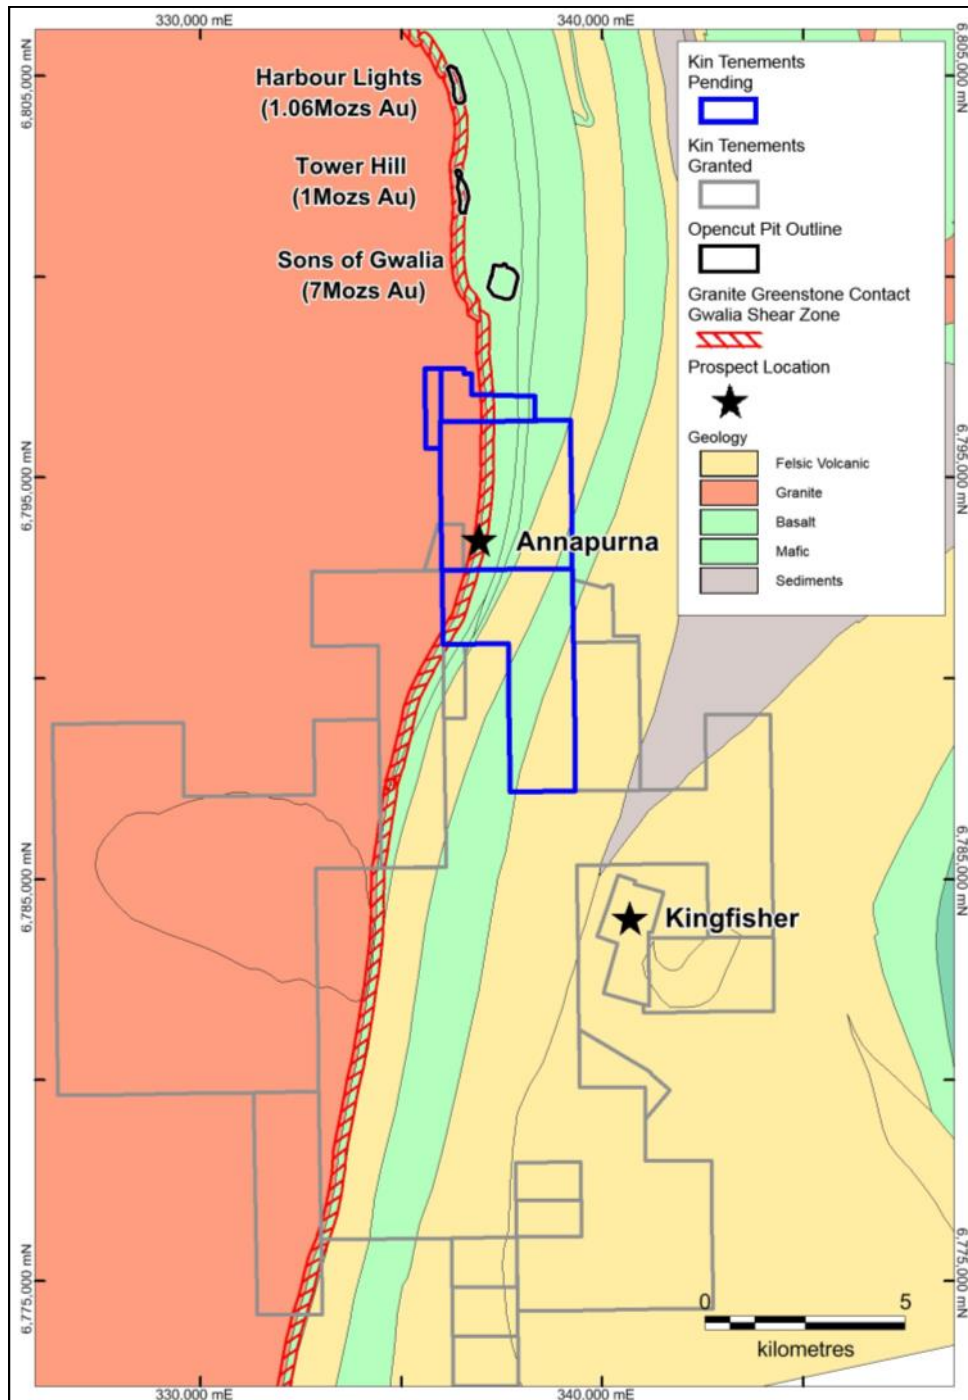 330,000 mE
340,000 mE
6,805,000 mN
6,805,000 mN
Harbour Lights
(1.06Mozs Au)
Tower Hill
(1Mozs Au)
Sons of Gwalia
(7Mozs Au)
Kin Tenements
Pending
Kin Tenements
Granted
Opencut Pit Outline
Granite Greenstone Contact
Gwalia Shear Zone
Prospect Location
Geology
Felsic Volcanic
Granite
Basalt
Mafic
Sediments
6,795,000 mN
6,795,000 mN
Annapurna
6,785,000 mN
6,785,000 mN
Kingfisher
6,775,000 mN
6,775,000 mN
0
5
kilometres
330,000 mE
340,000 mE